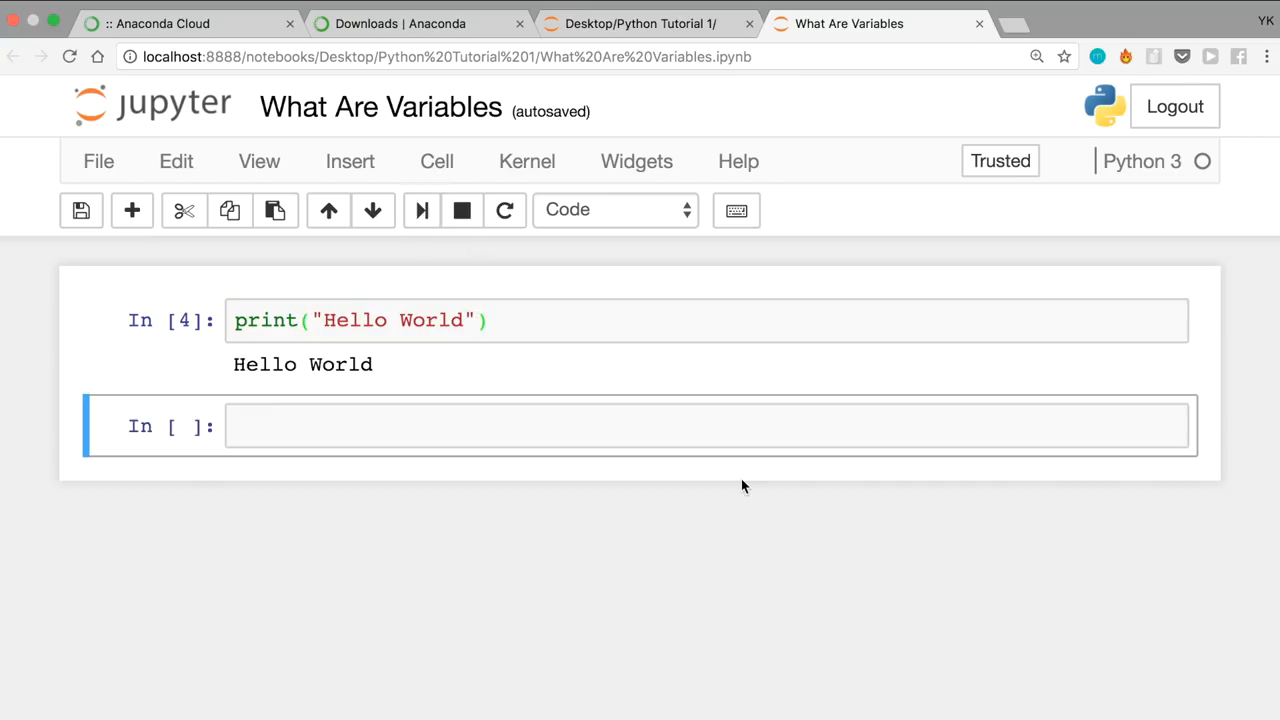 :: Anaconda Cloud
Downloads | Anaconda
Desktop/Python Tutorial 1/
What Are Variables
YK
localhost:8888/notebooks/Desktop/Python%20Tutorial%201/What%20Are%20Variables.ipynb
jupyter What Are Variables (autosaved)
Logout
File Edit View Insert Cell Kernel Widgets Help
Trusted
Python 3
Code
In [4]: print("Hello World")
Hello World
In [ ]: